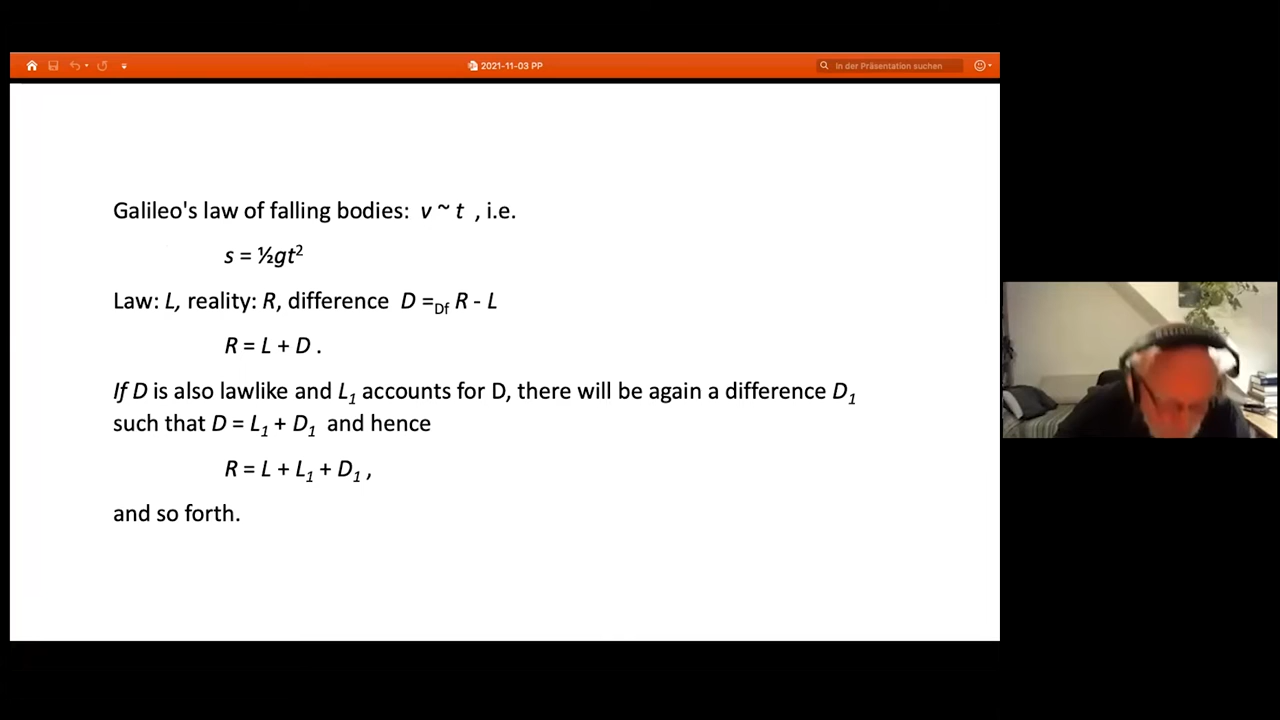 2021-11-03 PP
In der Präsentation suchen
Galileo's law of falling bodies: v ~ t , i.e.
s = ½gt²
Law: L, reality: R, difference D =Df R - L
R = L + D .
If D is also lawlike and L₁ accounts for D, there will be again a difference D₁
such that D = L₁ + D₁ and hence
R = L + L₁ + D₁ ,
and so forth.